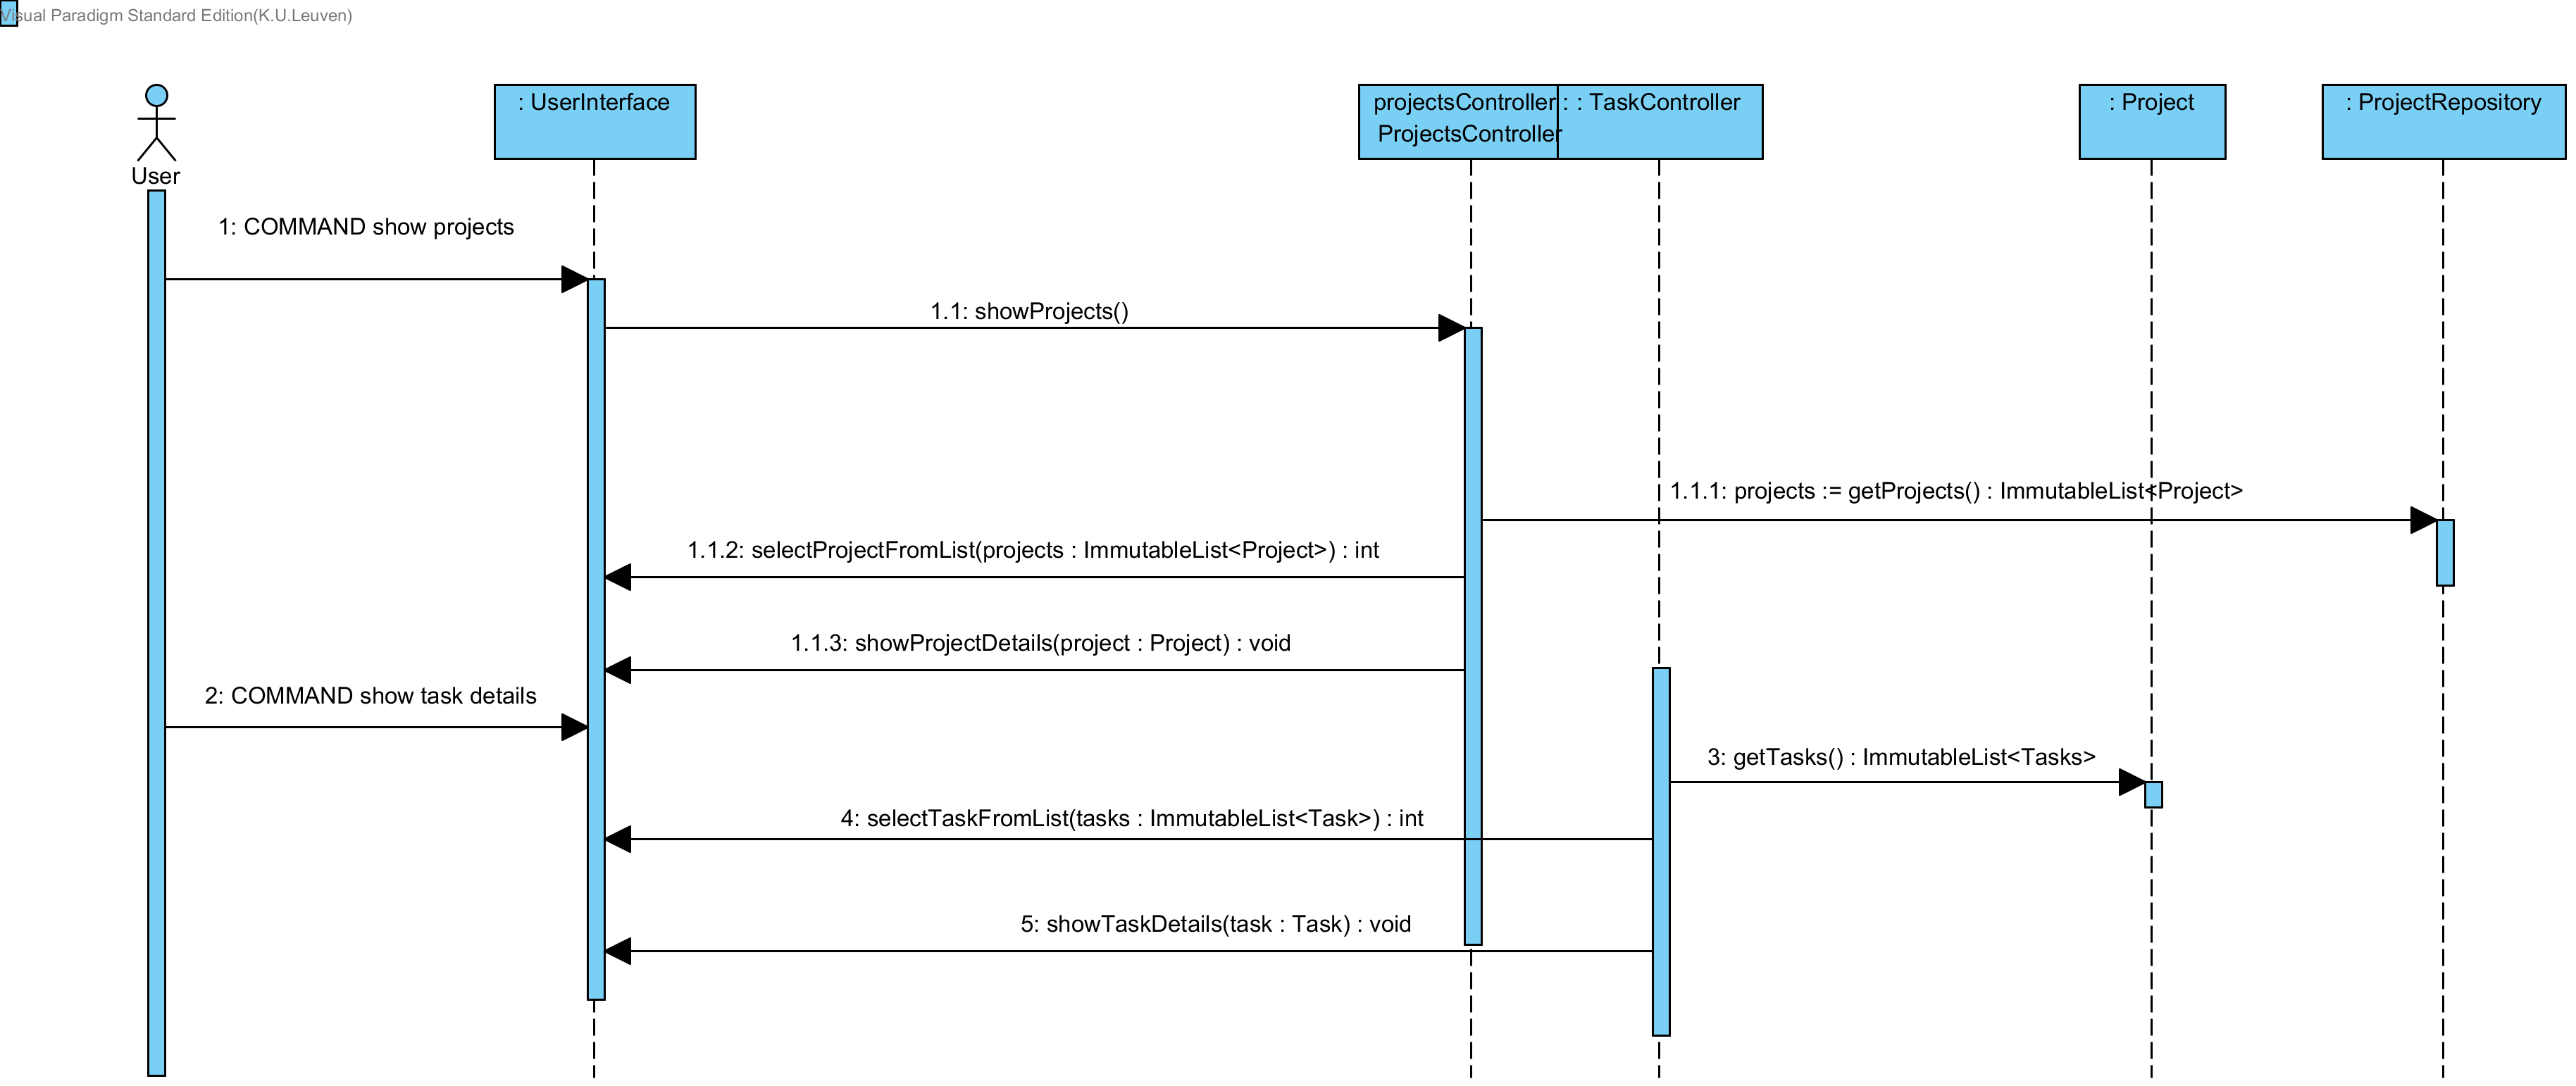 Visual Paradigm Standard Edition(K.U.Leuven)
User
: UserInterface
projectsController :
ProjectsController
: TaskController
: Project
: ProjectRepository
1: COMMAND show projects
1.1: showProjects()
1.1.1: projects := getProjects() : ImmutableList<Project>
1.1.2: selectProjectFromList(projects : ImmutableList<Project>) : int
1.1.3: showProjectDetails(project : Project) : void
2: COMMAND show task details
3: getTasks() : ImmutableList<Tasks>
4: selectTaskFromList(tasks : ImmutableList<Task>) : int
5: showTaskDetails(task : Task) : void